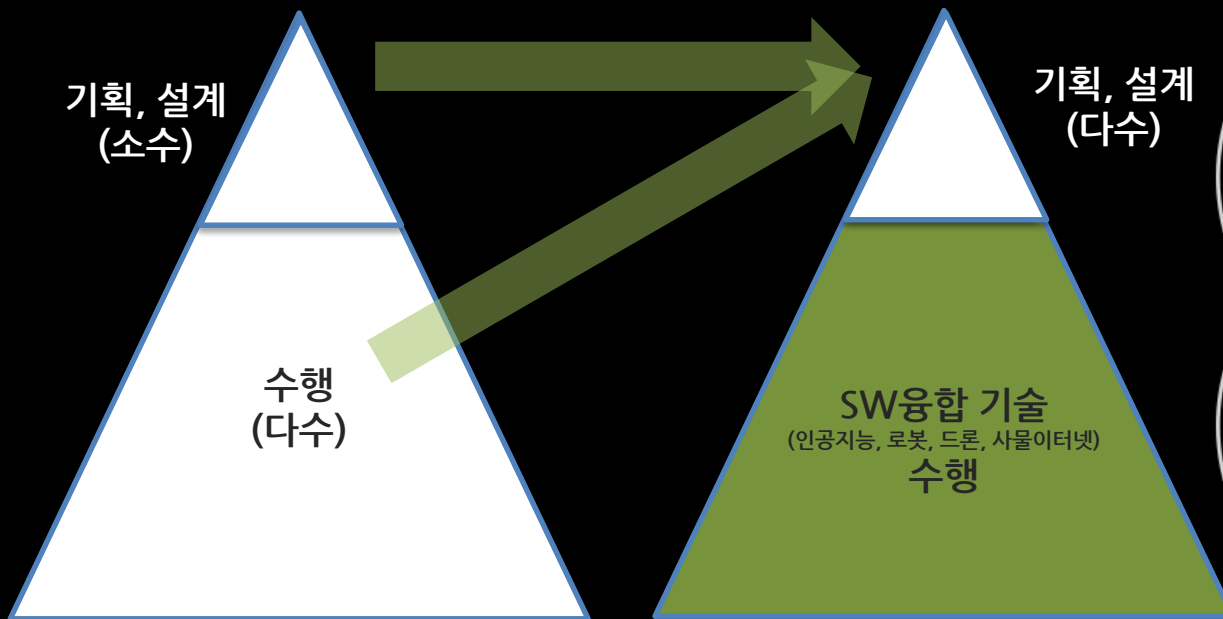 기획, 설계
(소수)
수행
(다수)
기획, 설계
(다수)
SW융합 기술
(인공지능, 로봇, 드론, 사물이터넷)
수행